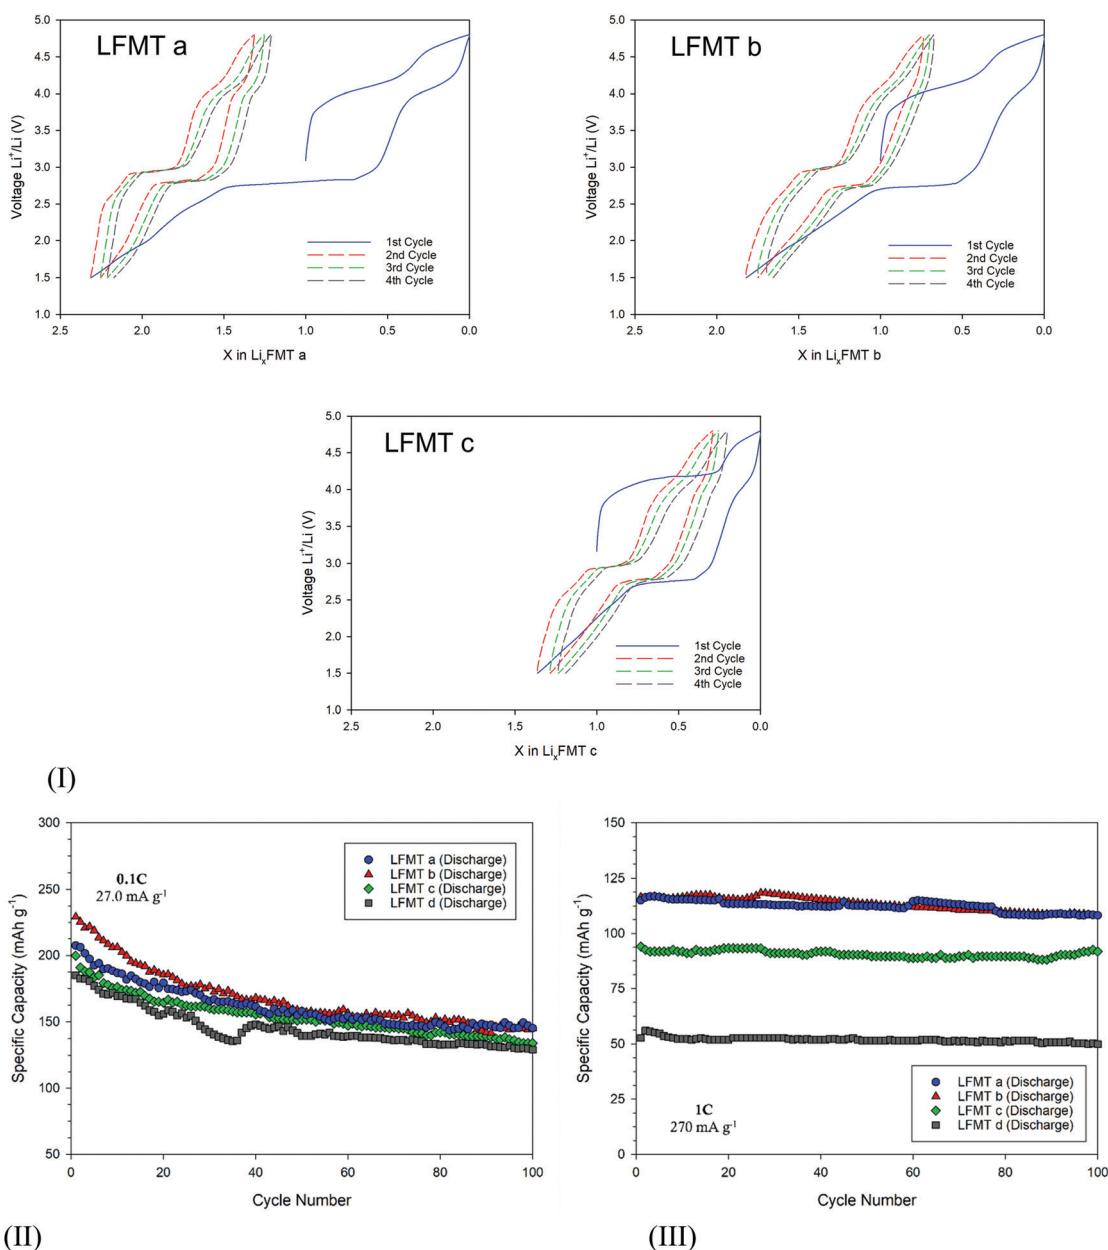 LFMT a
Voltage Li⁺/Li (V)
5.0
4.5
4.0
3.5
3.0
2.5
2.0
1.5
1.0
1st Cycle
2nd Cycle
3rd Cycle
4th Cycle
2.5 2.0 1.5 1.0 0.5 0.0
X in LiₓFMT a
LFMT b
Voltage Li⁺/Li (V)
5.0
4.5
4.0
3.5
3.0
2.5
2.0
1.5
1.0
1st Cycle
2nd Cycle
3rd Cycle
4th Cycle
2.5 2.0 1.5 1.0 0.5 0.0
X in LiₓFMT b
LFMT c
Voltage Li⁺/Li (V)
5.0
4.5
4.0
3.5
3.0
2.5
2.0
1.5
1.0
1st Cycle
2nd Cycle
3rd Cycle
4th Cycle
2.5 2.0 1.5 1.0 0.5 0.0
X in LiₓFMT c
(I)
Specific Capacity (mAh g⁻¹)
300
250
200
150
100
50
0.1C
27.0 mA g⁻¹
LFMT a (Discharge)
LFMT b (Discharge)
LFMT c (Discharge)
LFMT d (Discharge)
0 20 40 60 80 100
Cycle Number
(II)
Specific Capacity (mAh g⁻¹)
150
125
100
75
50
25
0
1C
270 mA g⁻¹
LFMT a (Discharge)
LFMT b (Discharge)
LFMT c (Discharge)
LFMT d (Discharge)
0 20 40 60 80 100
Cycle Number
(III)